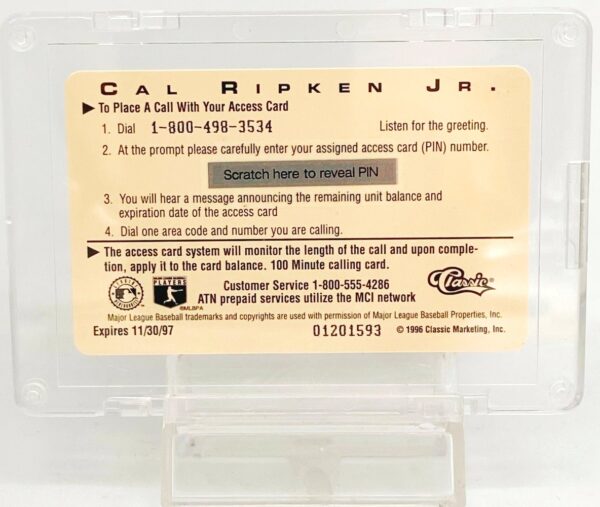 CAL RIPKEN JR.
▶ To Place A Call With Your Access Card
1. Dial 1-800-498-3534 Listen for the greeting.
2. At the prompt please carefully enter your assigned access card (PIN) number.
Scratch here to reveal PIN
3. You will hear a message announcing the remaining unit balance and
expiration date of the access card
4. Dial one area code and number you are calling.
▶ The access card system will monitor the length of the call and upon comple-
tion, apply it to the card balance. 100 Minute calling card.
PLAYERS
Customer Service 1-800-555-4286
Classic®
©MLBPA
ATN prepaid services utilize the MCI network
Major League Baseball trademarks and copyrights are used with permission of Major League Baseball Properties, Inc.
Expires 11/30/97 01201593 © 1996 Classic Marketing, Inc.